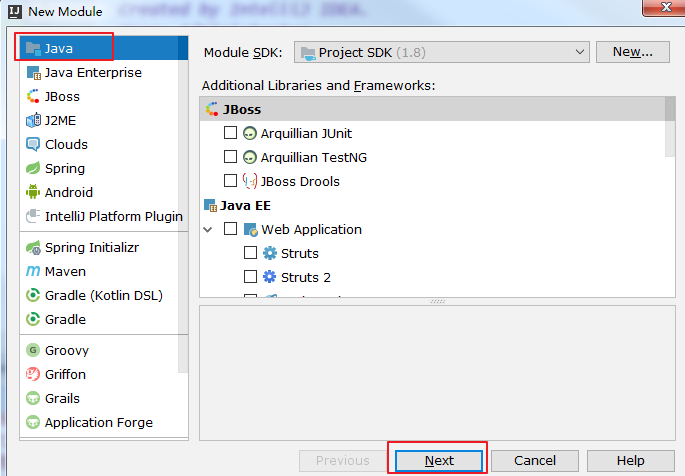 New Module
created by IntelliJ IDEA.
Java
Java Enterprise
JBoss
J2ME
Clouds
Spring
Android
IntelliJ Platform Plugin
Spring Initializr
Maven
Gradle (Kotlin DSL)
Gradle
Groovy
Griffon
Grails
Application Forge
Module SDK: Project SDK (1.8) New...
Additional Libraries and Frameworks:
JBoss
Arquillian JUnit
Arquillian TestNG
JBoss Drools
Java EE
Web Application
Struts
Struts 2
Previous Next Cancel Help